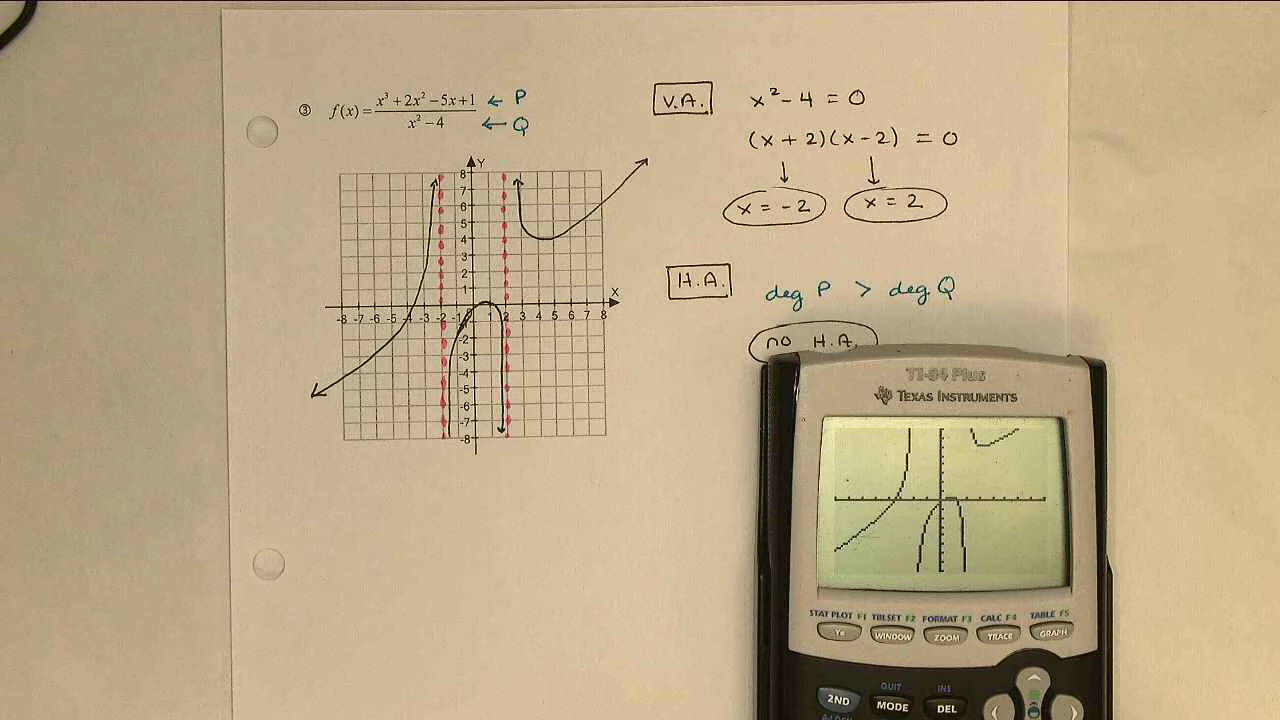 ③ f(x) = x³ + 2x² − 5x + 1 ← P
x² − 4 ← Q
V.A. x² − 4 = 0
(x + 2)(x − 2) = 0
x = −2 x = 2
H.A. deg P > deg Q
no H.A.
Y
8
7
6
5
4
3
2
1
X
-8 -7 -6 -5 -4 -3 -2 -1 1 2 3 4 5 6 7 8
-2
-3
-4
-5
-6
-7
-8
TI-84 Plus
TEXAS INSTRUMENTS
STAT PLOT F1 TBLSET F2 FORMAT F3 CALC F4 TABLE F5
Y= WINDOW ZOOM TRACE GRAPH
QUIT INS
2ND MODE DEL